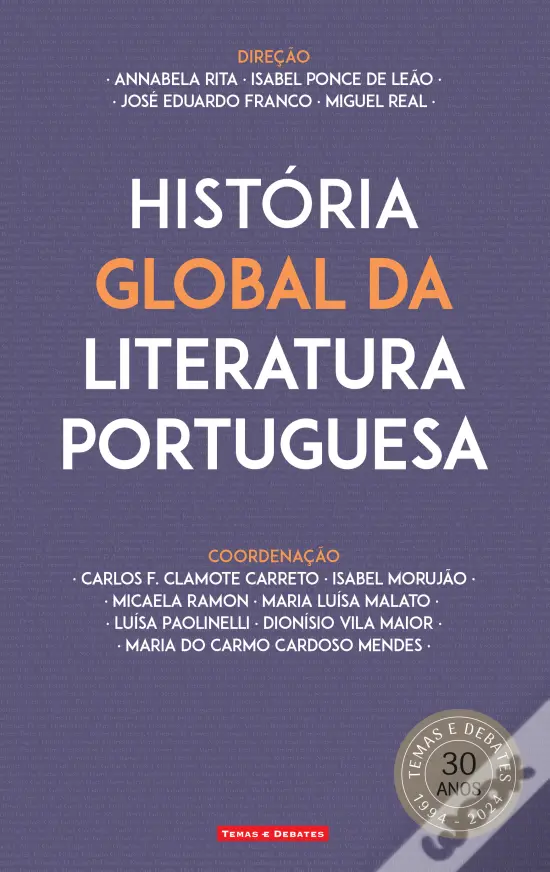 DIREÇÃO
· ANNABELA RITA · ISABEL PONCE DE LEÃO ·
· JOSÉ EDUARDO FRANCO · MIGUEL REAL ·
HISTÓRIA
GLOBAL DA
LITERATURA
PORTUGUESA
COORDENAÇÃO
· CARLOS F. CLAMOTE CARRETO · ISABEL MORUJÃO ·
· MICAELA RAMON · MARIA LUÍSA MALATO ·
· LUÍSA PAOLINELLI · DIONÍSIO VILA MAIOR ·
· MARIA DO CARMO CARDOSO MENDES ·
TEMAS E DEBATES
30
ANOS
1994 - 2024
TEMAS E DEBATES